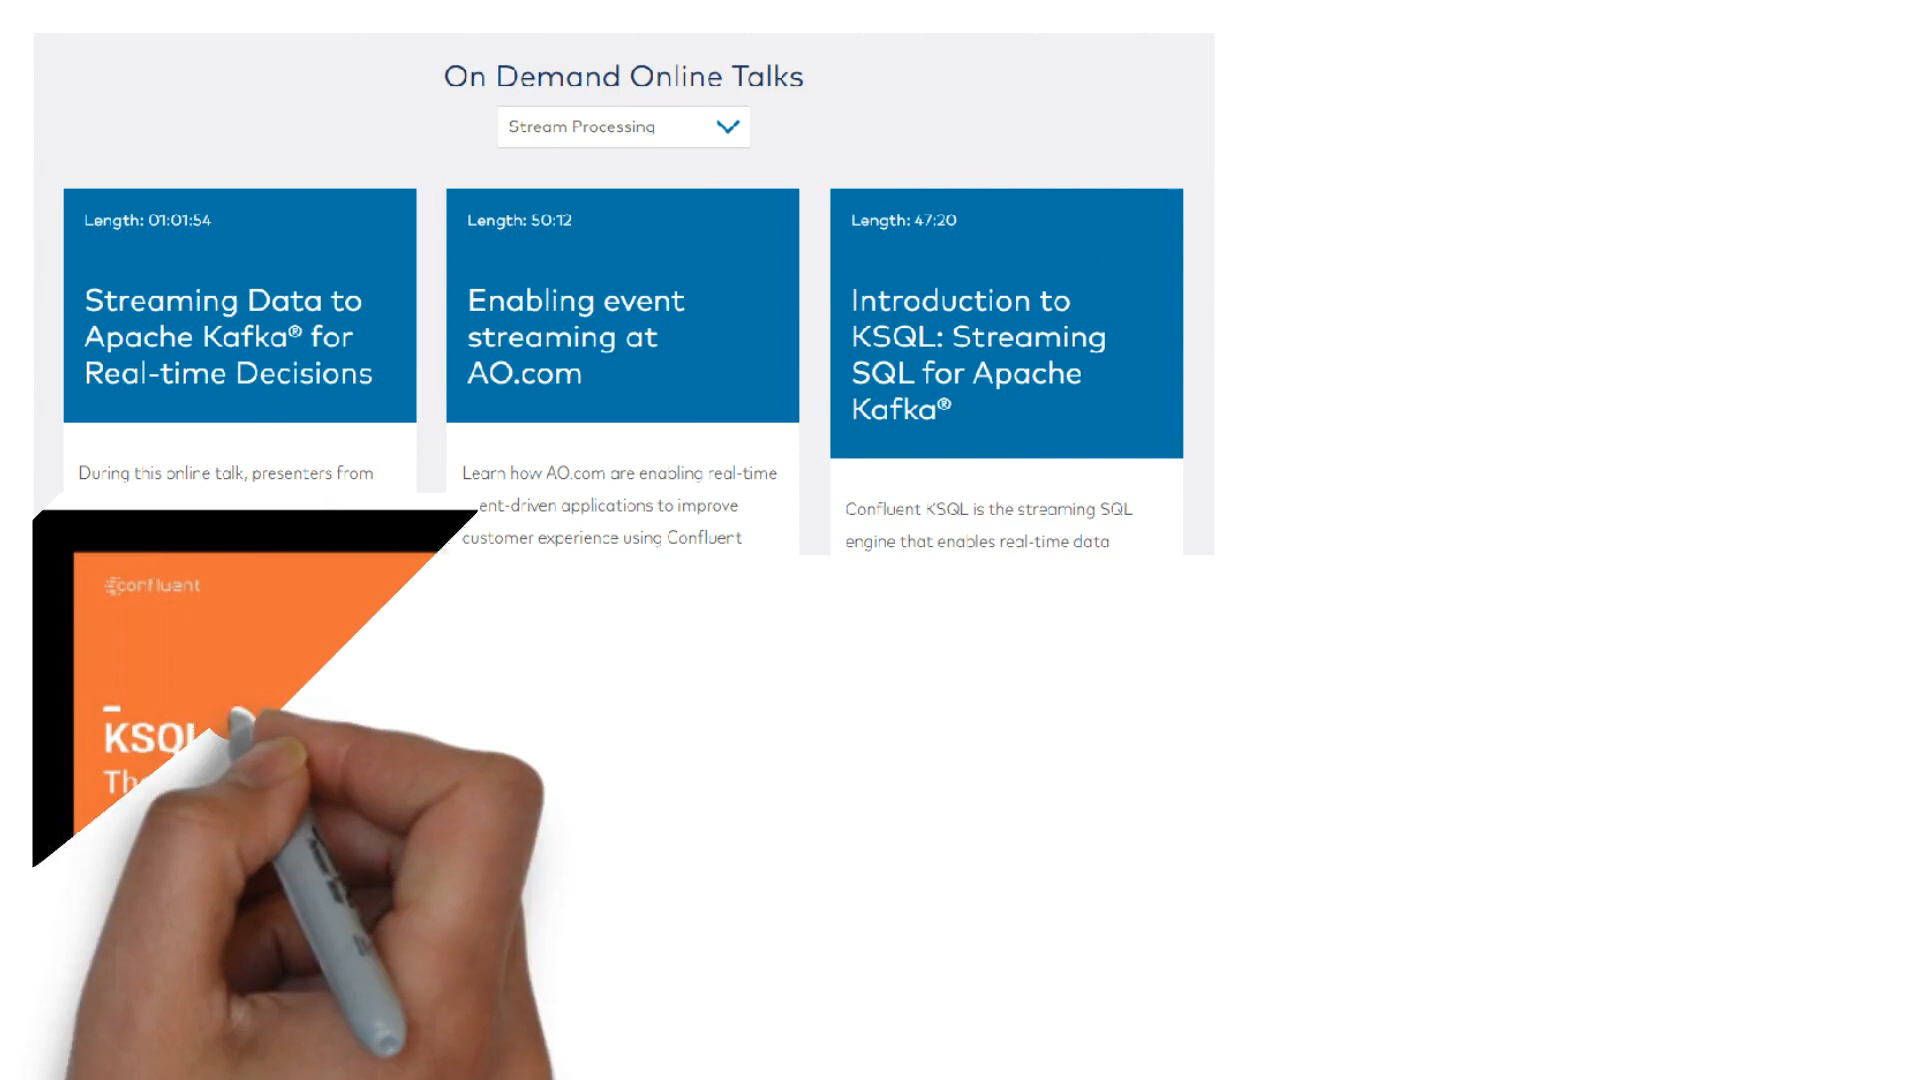 On Demand Online Talks
Stream Processing
Length: 01:01:54
Streaming Data to
Apache Kafka® for
Real-time Decisions
During this online talk, presenters from
Length: 50:12
Enabling event
streaming at
AO.com
Learn how AO.com are enabling real-time
ent-driven applications to improve
customer experience using Confluent
Length: 47:20
Introduction to
KSQL: Streaming
SQL for Apache
Kafka®
Confluent KSQL is the streaming SQL
engine that enables real-time data
confluent
KSQL